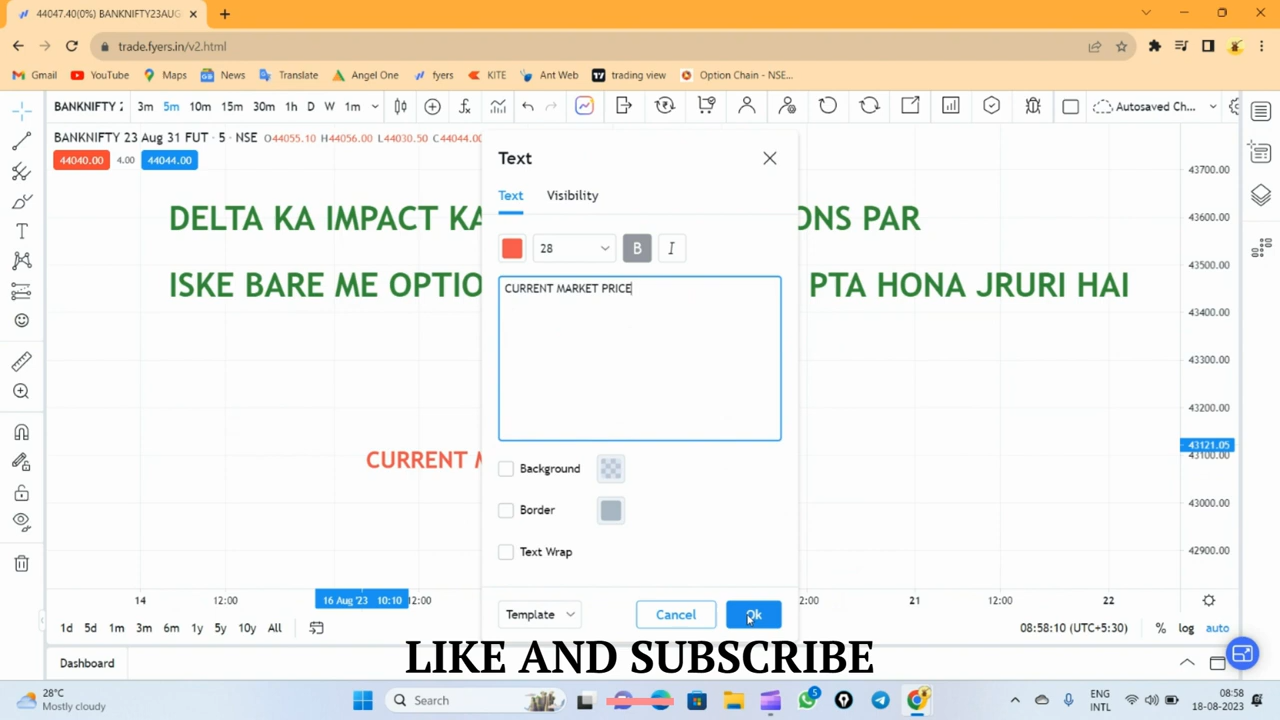 44047.40(0%) BANKNIFTY23AUG
trade.fyers.in/v2.html
Gmail YouTube Maps News Translate Angel One fyers KITE Ant Web trading view Option Chain - NSE...
BANKNIFTY 3m 5m 10m 15m 30m 1h D W 1m Autosaved Ch...
BANKNIFTY 23 Aug 31 FUT · 5 · NSE O44055.10 H44056.00 L44030.50 C44044.00
44040.00 4.00 44044.00
Text
Text Visibility
DELTA KA IMPACT
ONS PAR
28 B I
ISKE BARE ME OPTIO
PTA HONA JRURI HAI
CURRENT MARKET PRICE
CURRENT
Background
Border
Text Wrap
Template Cancel Ok
43700.00
43600.00
43500.00
43400.00
43300.00
43200.00
43121.05
43100.00
43000.00
42900.00
14 12:00 16 Aug '23 10:10 12:00 2:00 21 12:00 22
1d 5d 1m 3m 6m 1y 5y 10y All 08:58:10 (UTC+5:30) % log auto
LIKE AND SUBSCRIBE
Dashboard
28°C
Mostly cloudy
Search
5
ENG
INTL
08:58
18-08-2023